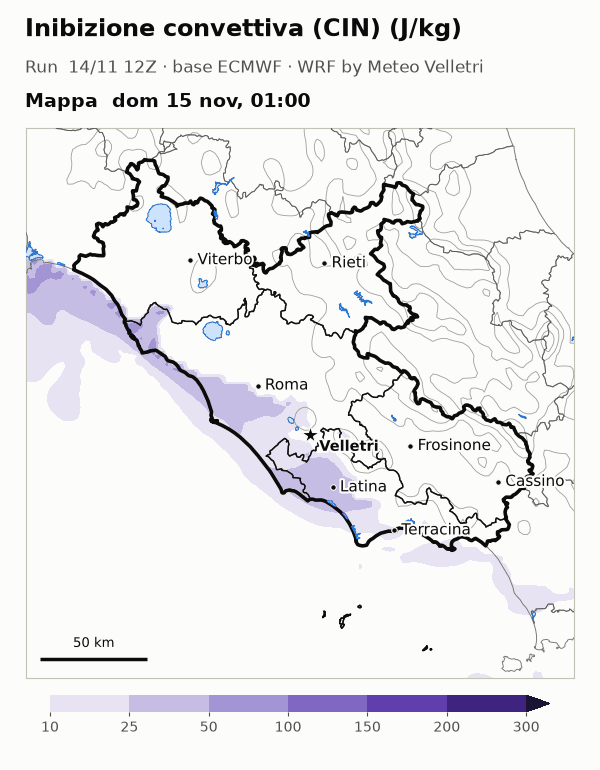 Inibizione convettiva (CIN) (J/kg)
Run  14/11 12Z · base ECMWF · WRF by Meteo Velletri
Mappa  dom 15 nov, 01:00
Viterbo
Rieti
Roma
Velletri
Frosinone
Latina
Cassino
Terracina
50 km
10 25 50 100 150 200 300